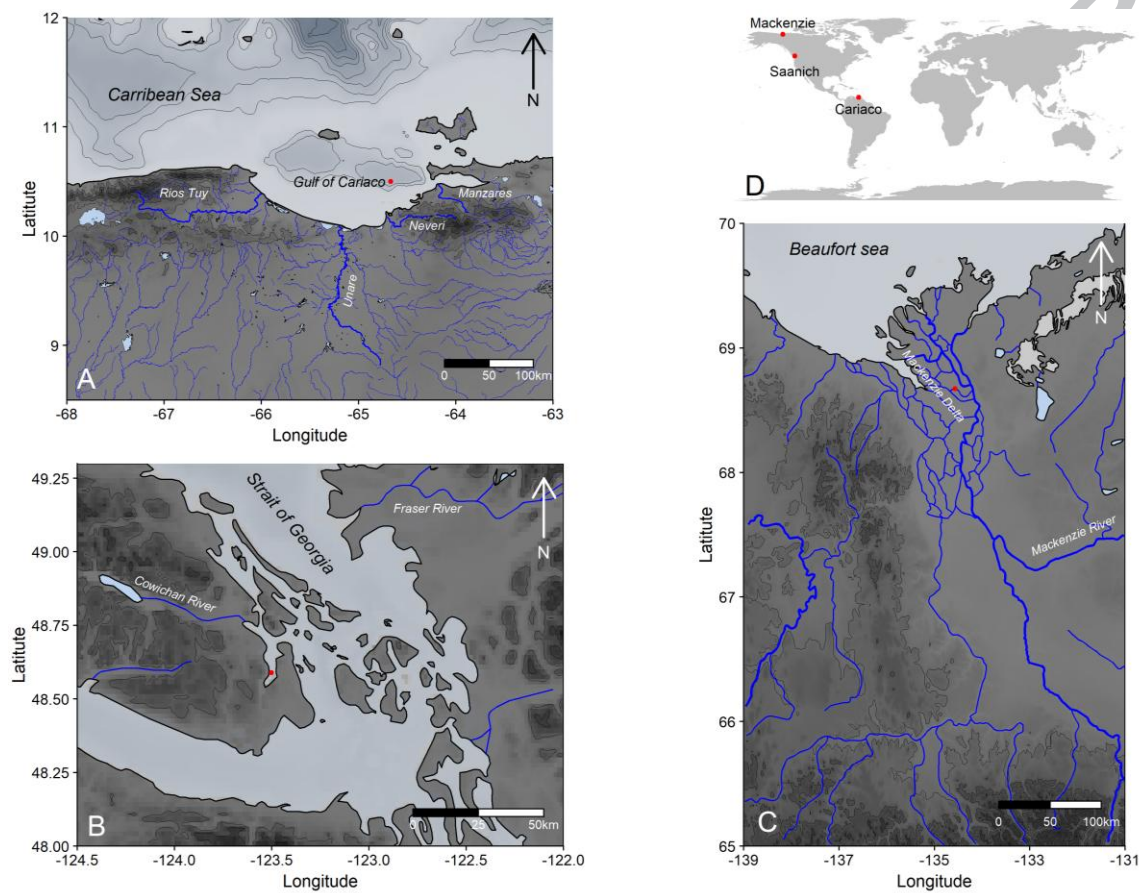 12
11
10
9
Latitute
Carribean Sea
N
Gulf of Cariaco
Rios Tuy
Manzares
Neveri
Unare
A
0 50 100km
-68 -67 -66 -65 -64 -63
Longitude
Mackenzie
Saanich
Cariaco
D
49.25
49.00
48.75
48.50
48.25
48.00
Latitute
Strait of Georgia
Fraser River
N
Cowichan River
B
0 25 50km
-124.5 -124.0 -123.5 -123.0 -122.5 -122.0
Longitude
70
69
68
67
66
65
Latitute
Beaufort sea
N
Mackenzie Delta
Mackenzie River
C
0 50 100km
-139 -137 -135 -133 -131
Longitude